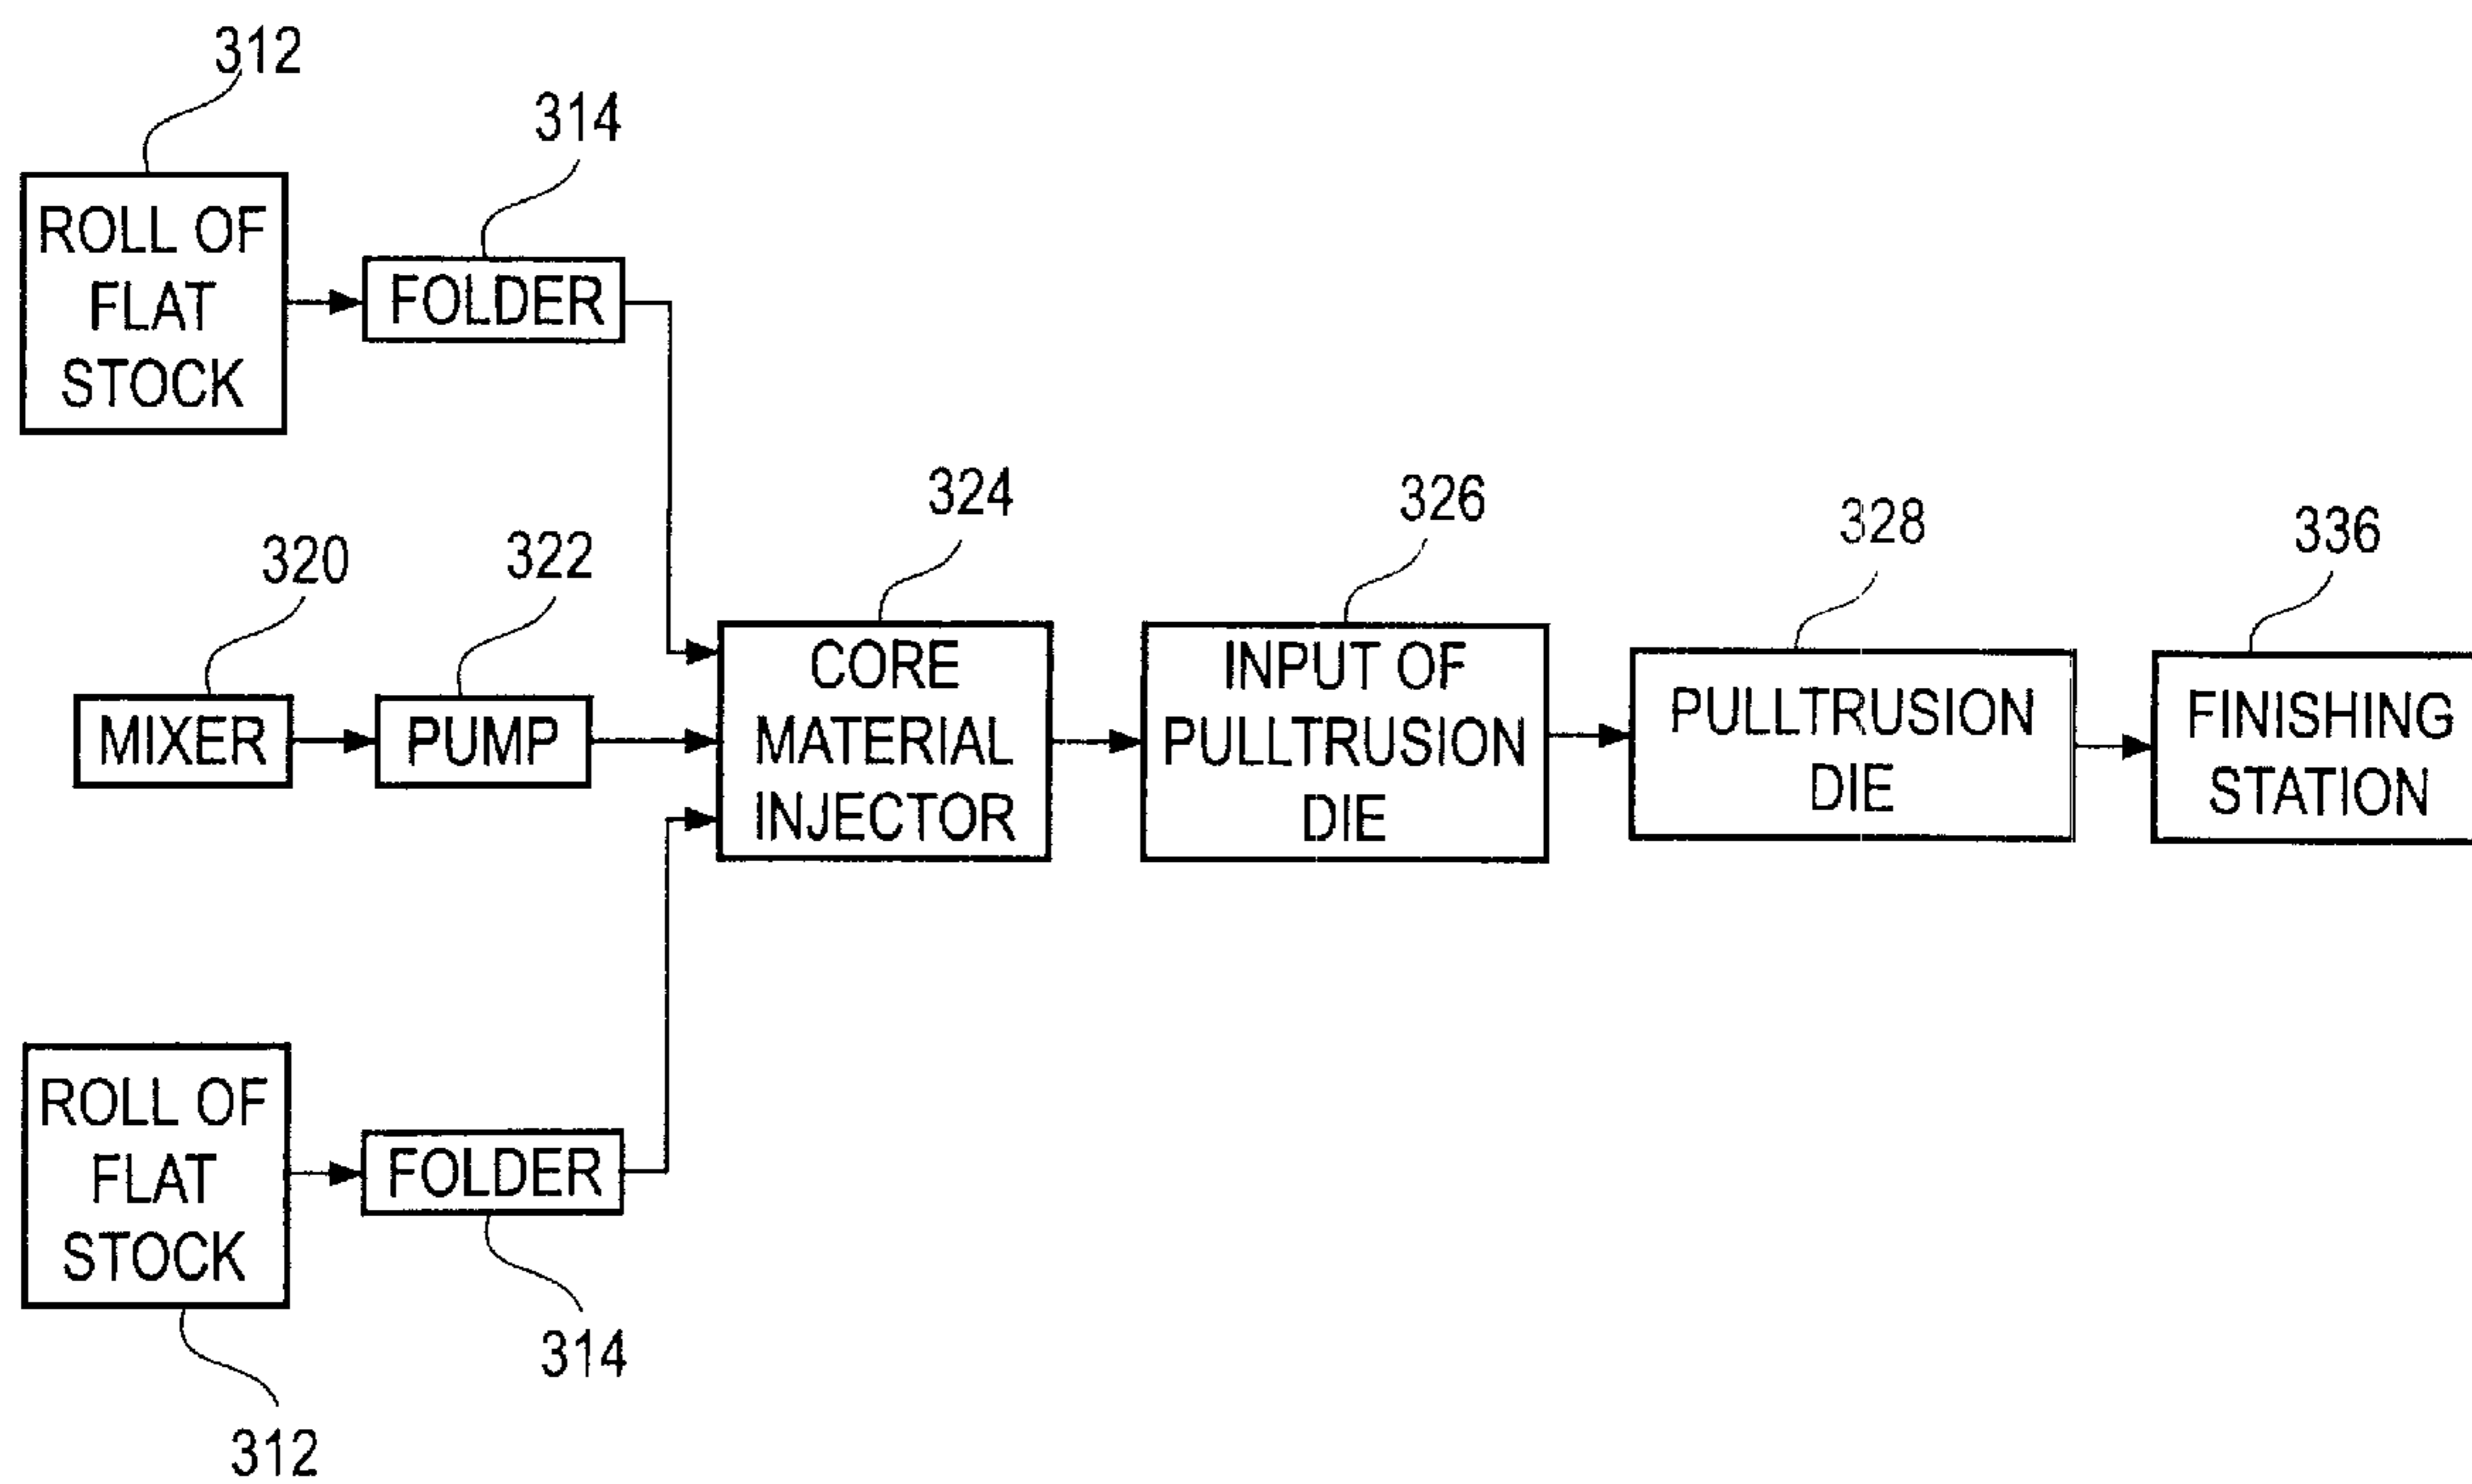 312
314
ROLL OF
FLAT
STOCK
FOLDER
324
326
328
336
320
322
CORE
MATERIAL
INJECTOR
INPUT OF
PULLTRUSION
DIE
PULLTRUSION
DIE
FINISHING
STATION
MIXER
PUMP
ROLL OF
FLAT
STOCK
FOLDER
314
312